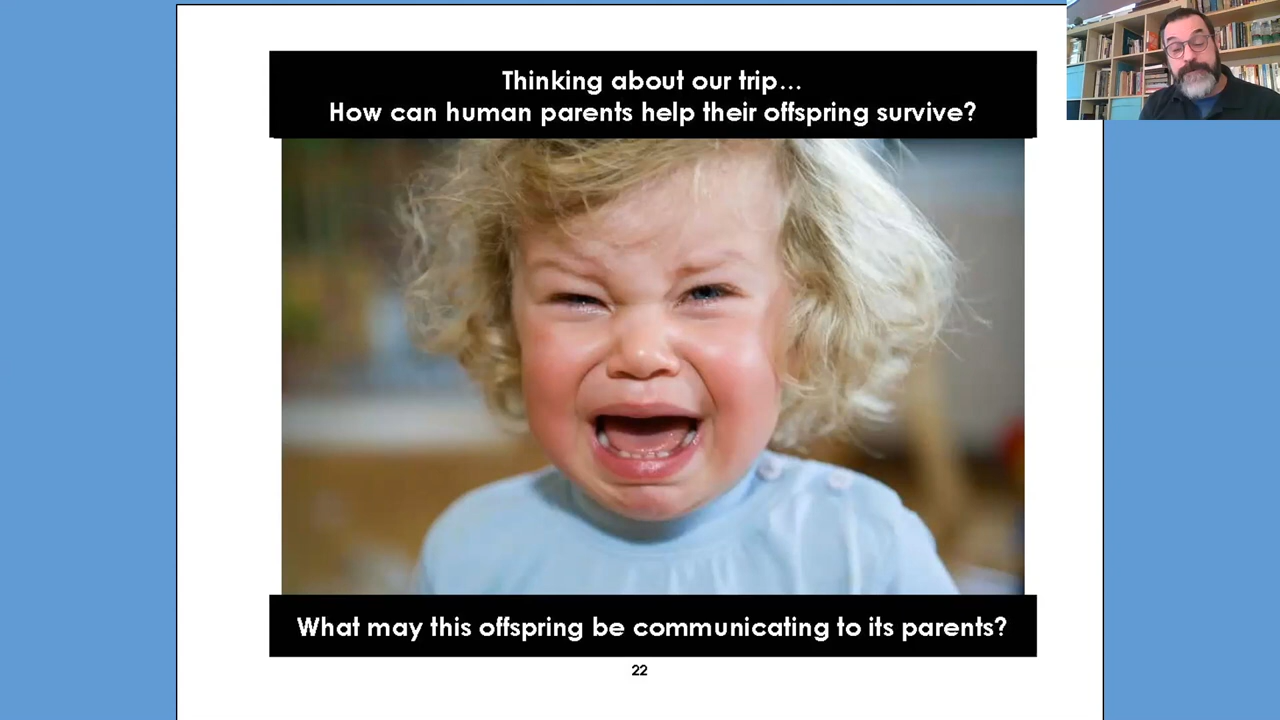 Thinking about our trip...
How can human parents help their offspring survive?
What may this offspring be communicating to its parents?
22